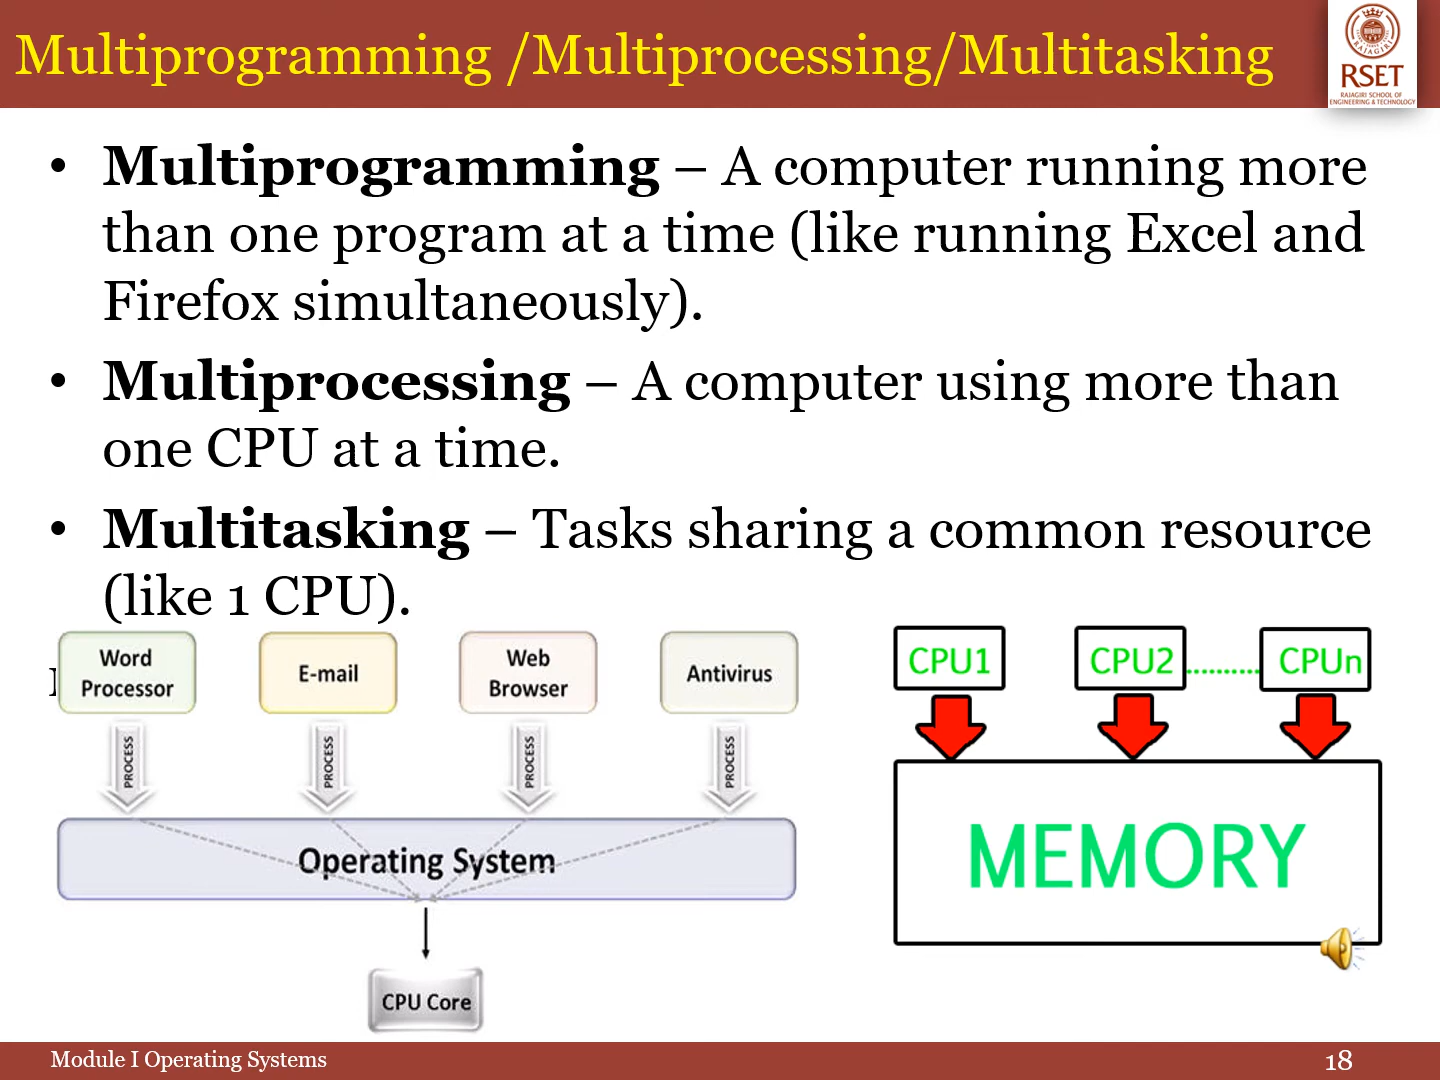 Multiprogramming /Multiprocessing/Multitasking
RAJAGIRI
RSET
RAJAGIRI SCHOOL OF
ENGINEERING & TECHNOLOGY
• Multiprogramming – A computer running more
than one program at a time (like running Excel and
Firefox simultaneously).
• Multiprocessing – A computer using more than
one CPU at a time.
• Multitasking – Tasks sharing a common resource
(like 1 CPU).
Word
Processor
E-mail
Web
Browser
Antivirus
PROCESS
PROCESS
PROCESS
PROCESS
Operating System
CPU Core
CPU1
CPU2
..........
CPUn
MEMORY
Module I Operating Systems
18